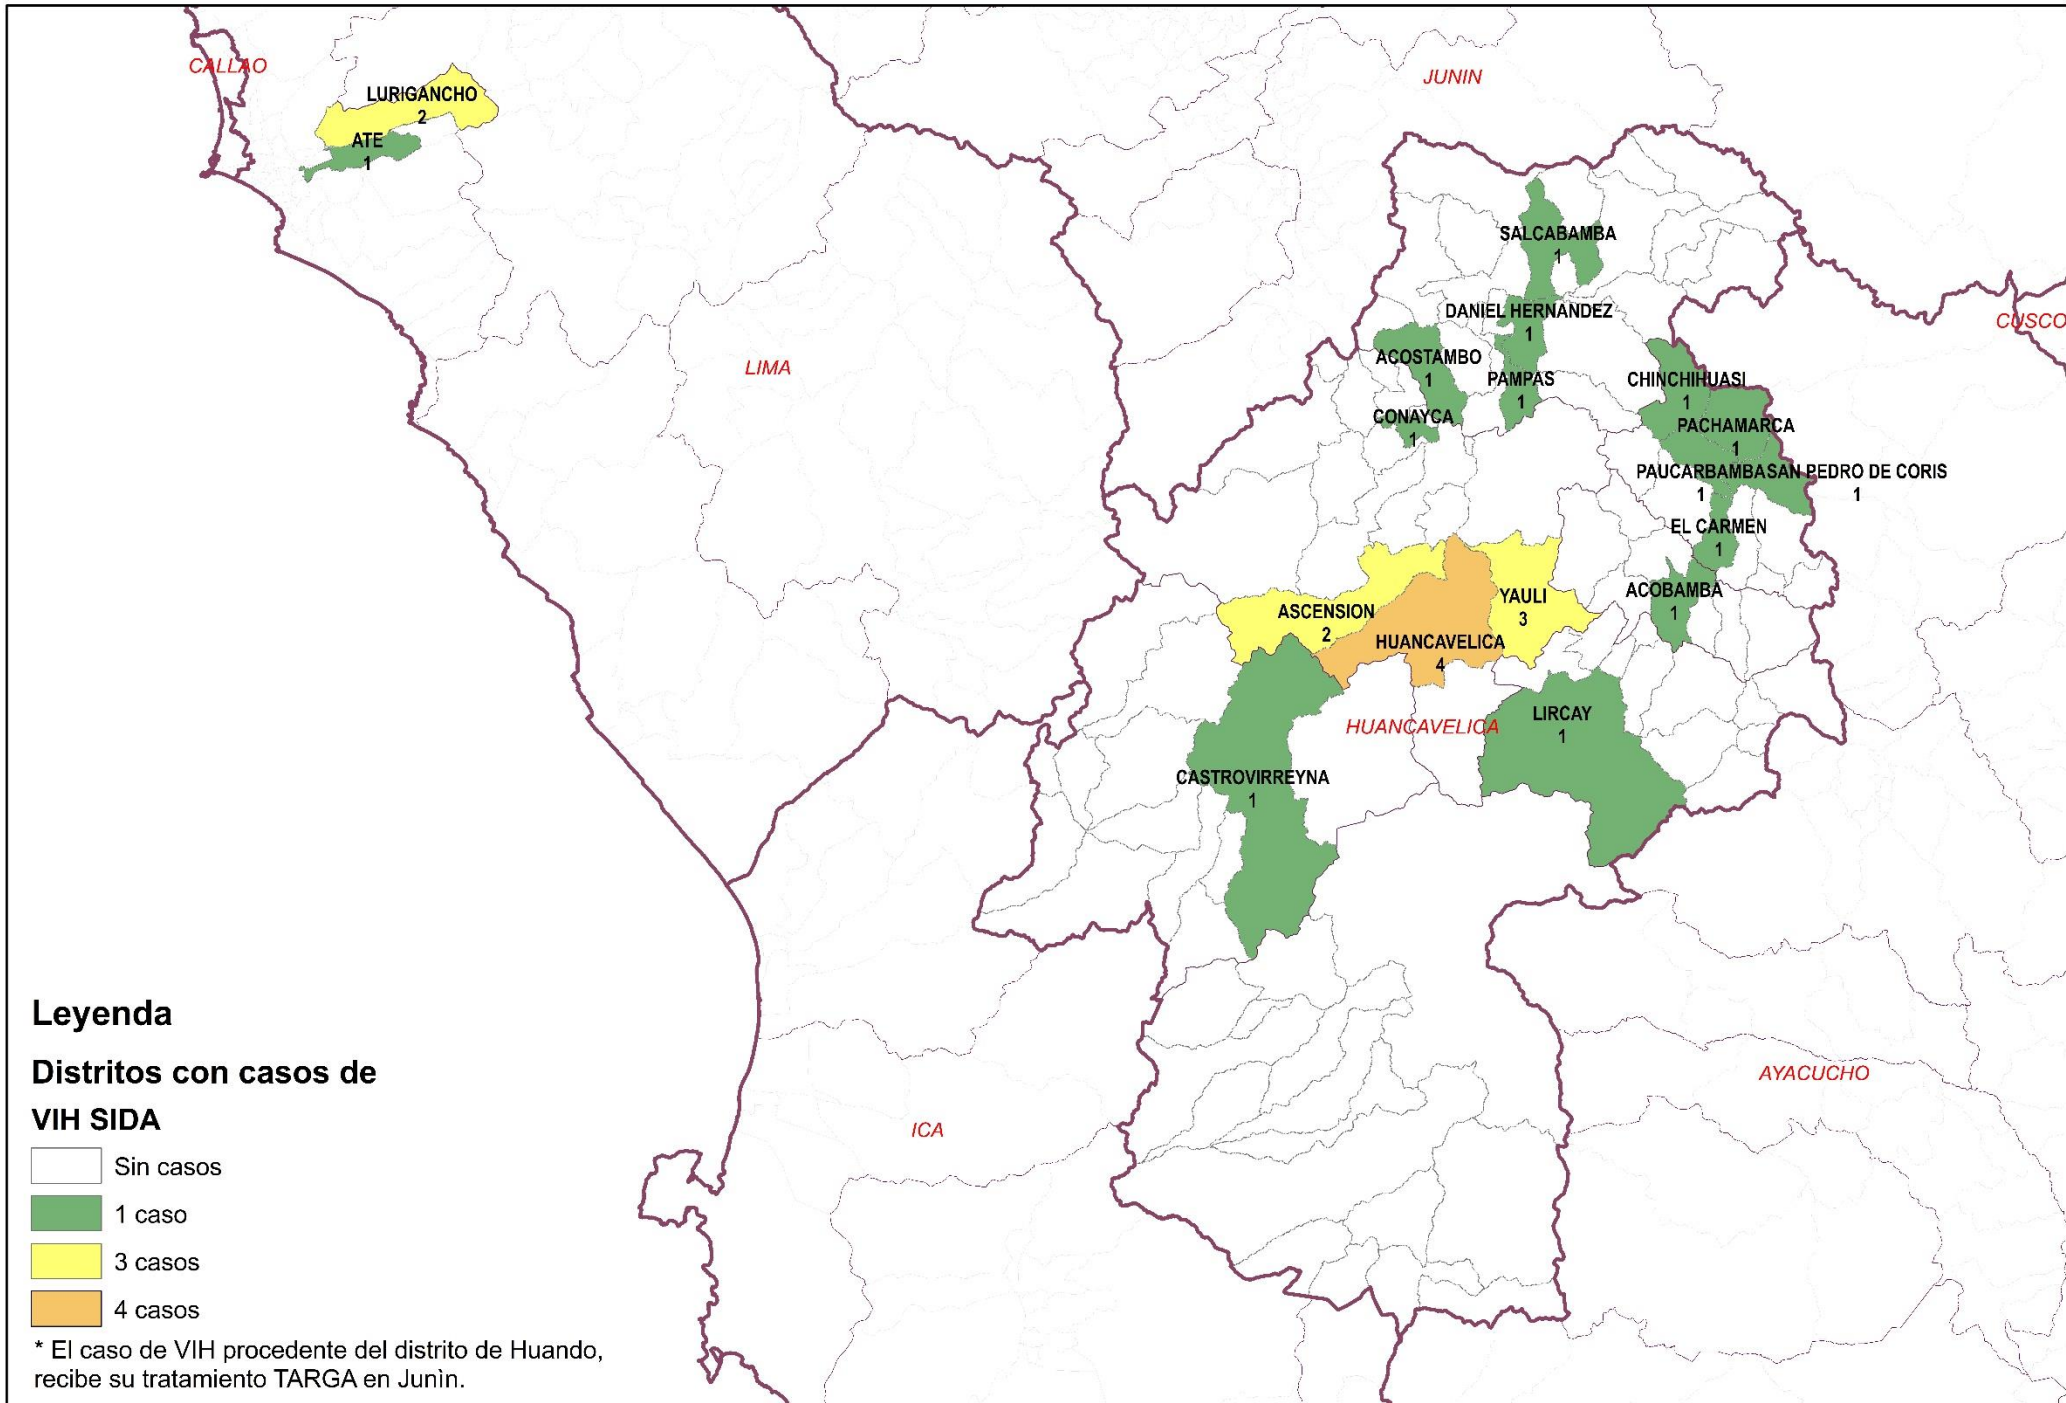 CALLAO
JUNIN
LURIGANCHO
2
ATE
1
SALCABAMBA
1
DANIEL HERNANDEZ
1
CUSCO
LIMA
ACOSTAMBO
1
PAMPAS
1
CHINCHIHUASI
1
CONAYCA
1
PACHAMARCA
1
PAUCARBAMBA
1
SAN PEDRO DE CORIS
1
EL CARMEN
1
ACOBAMBA
1
YAULI
3
ASCENSION
2
HUANCAVELICA
4
LIRCAY
1
HUANCAVELICA
CASTROVIRREYNA
1
AYACUCHO
ICA
Leyenda
Distritos con casos de
VIH SIDA
Sin casos
1 caso
3 casos
4 casos
* El caso de VIH procedente del distrito de Huando,
recibe su tratamiento TARGA en Junìn.